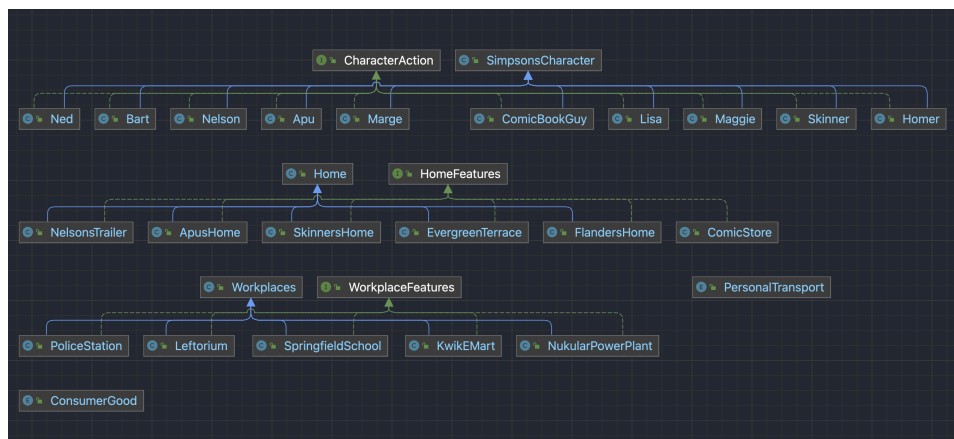 CharacterAction SimpsonsCharacter
Ned Bart Nelson Apu Marge ComicBookGuy Lisa Maggie Skinner Homer
Home HomeFeatures
NelsonsTrailer ApusHome SkinnersHome EvergreenTerrace FlandersHome ComicStore
Workplaces WorkplaceFeatures PersonalTransport
PoliceStation Leftorium SpringfieldSchool KwikEMart NukularPowerPlant
ConsumerGood